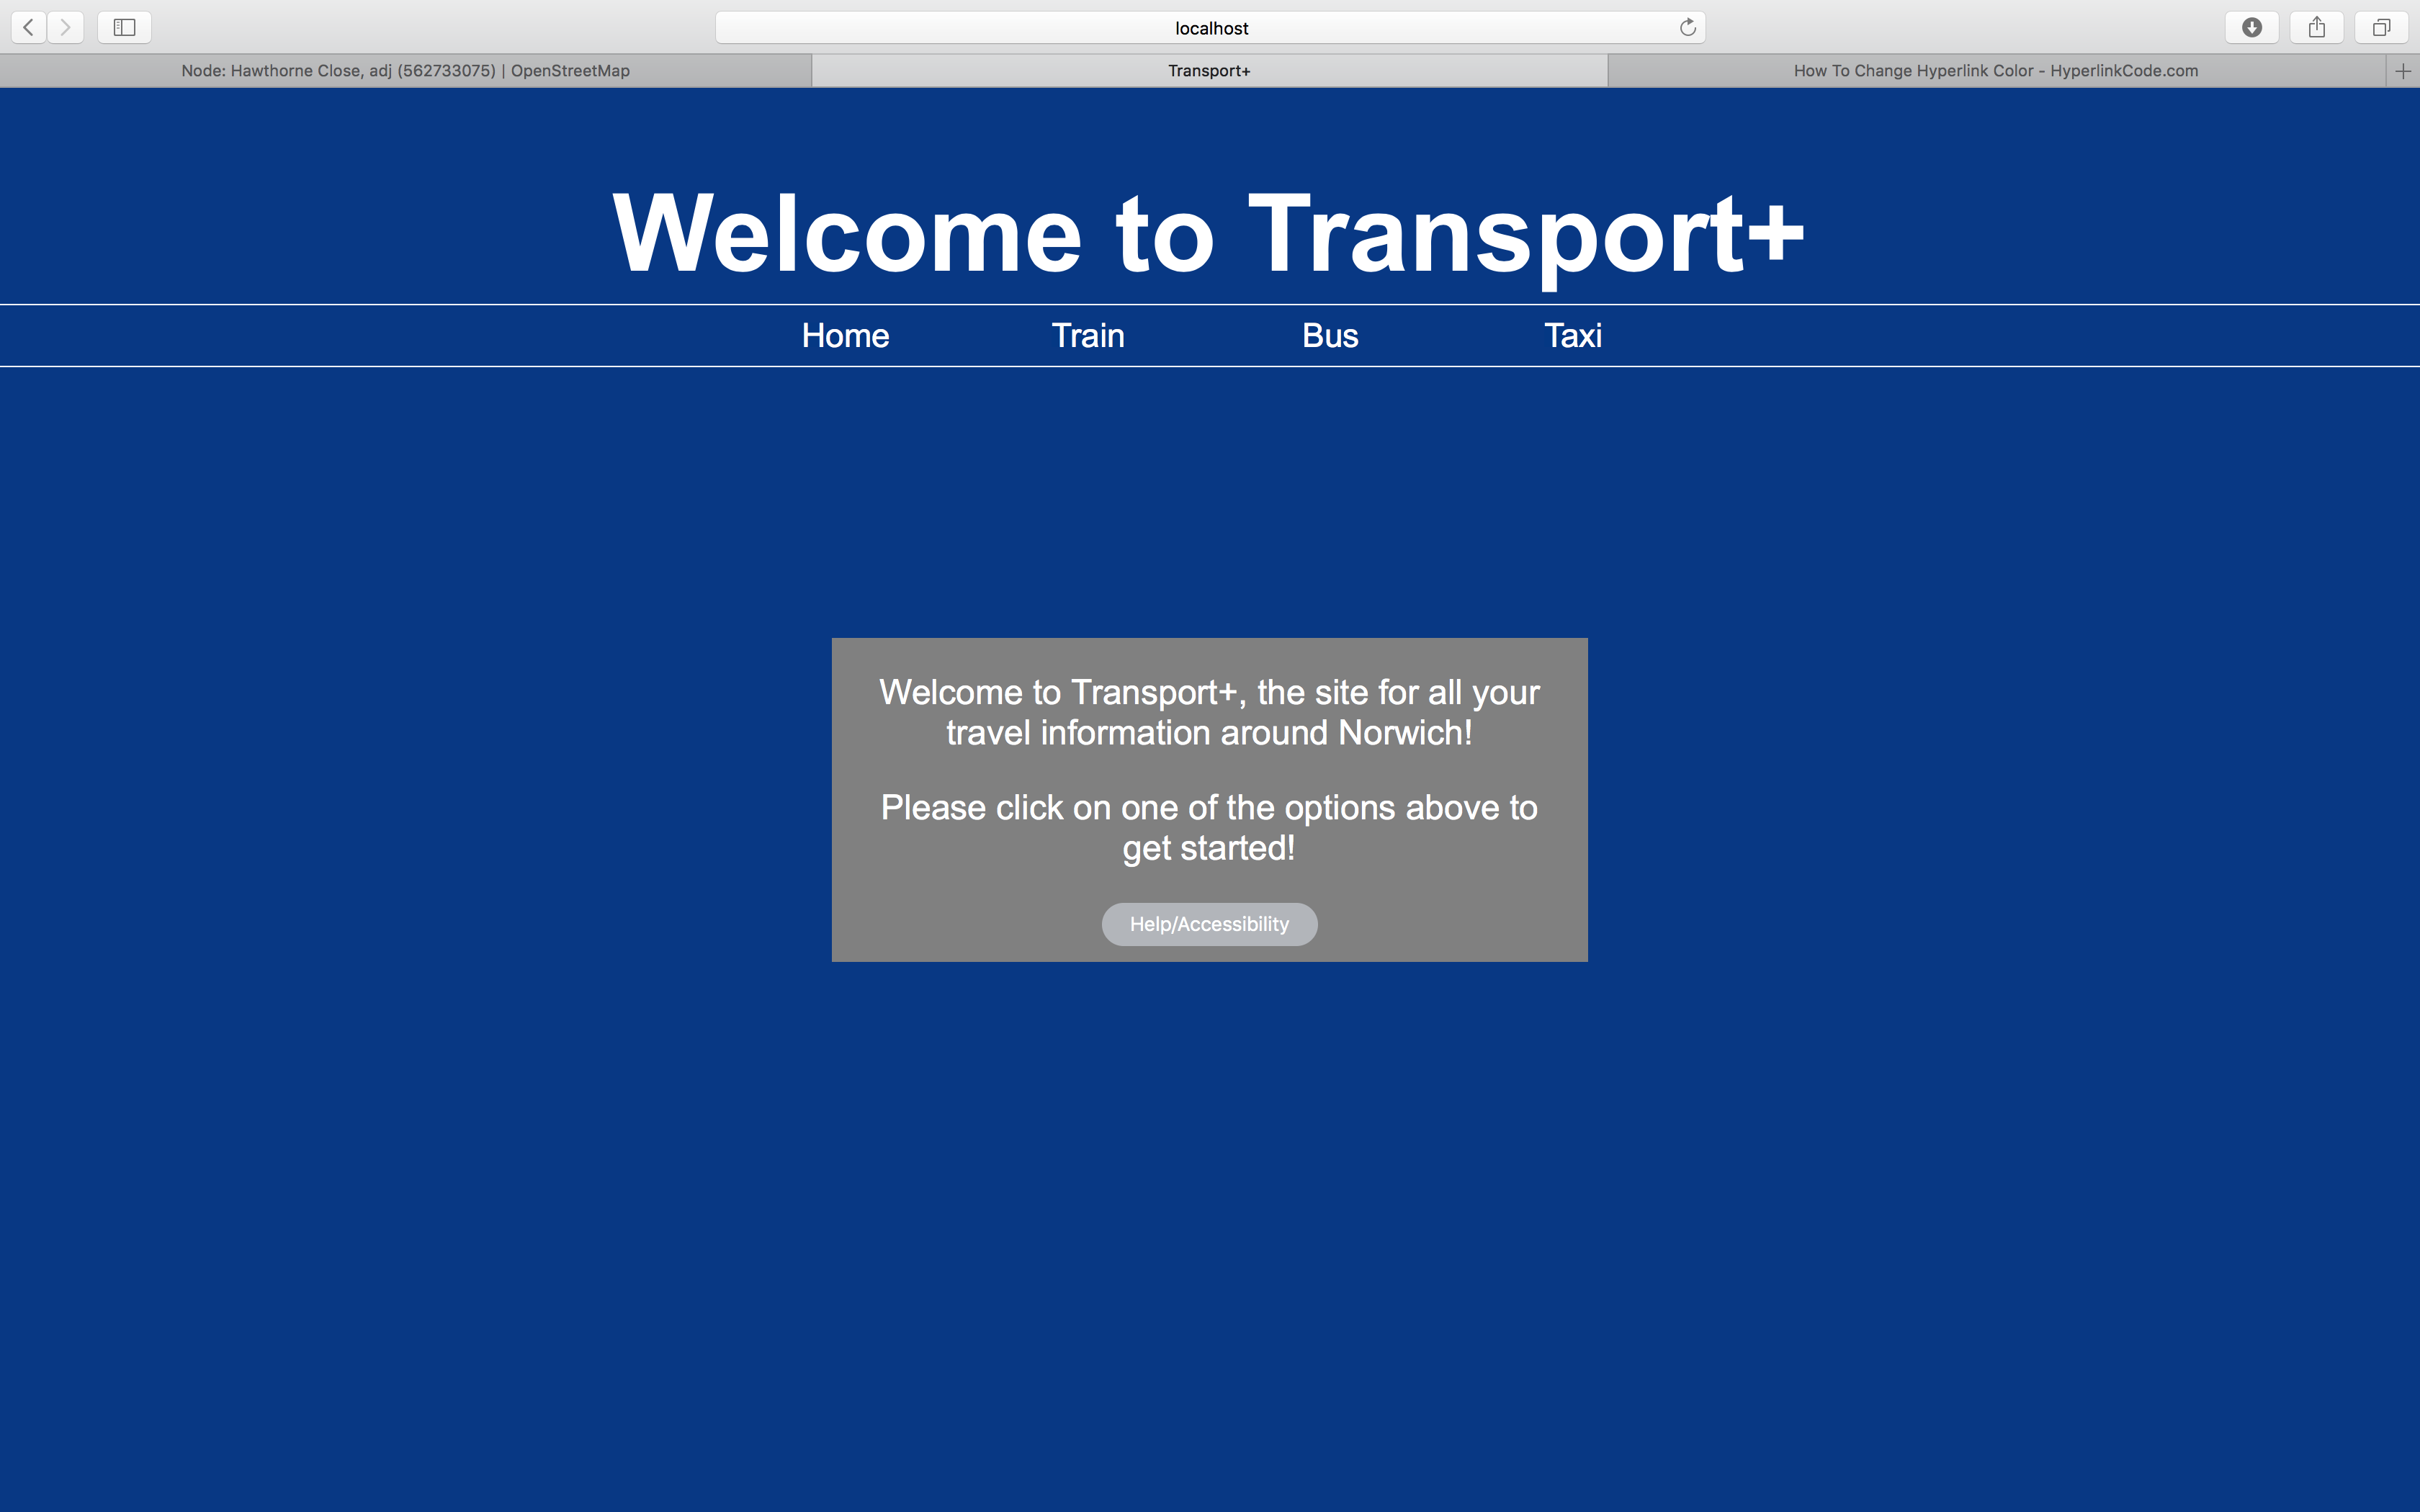 localhost
Node: Hawthorne Close, adj (562733075) | OpenStreetMap
Transport+
How To Change Hyperlink Color - HyperlinkCode.com
Welcome to Transport+
Home Train Bus Taxi
Welcome to Transport+, the site for all your
travel information around Norwich!
Please click on one of the options above to
get started!
Help/Accessibility